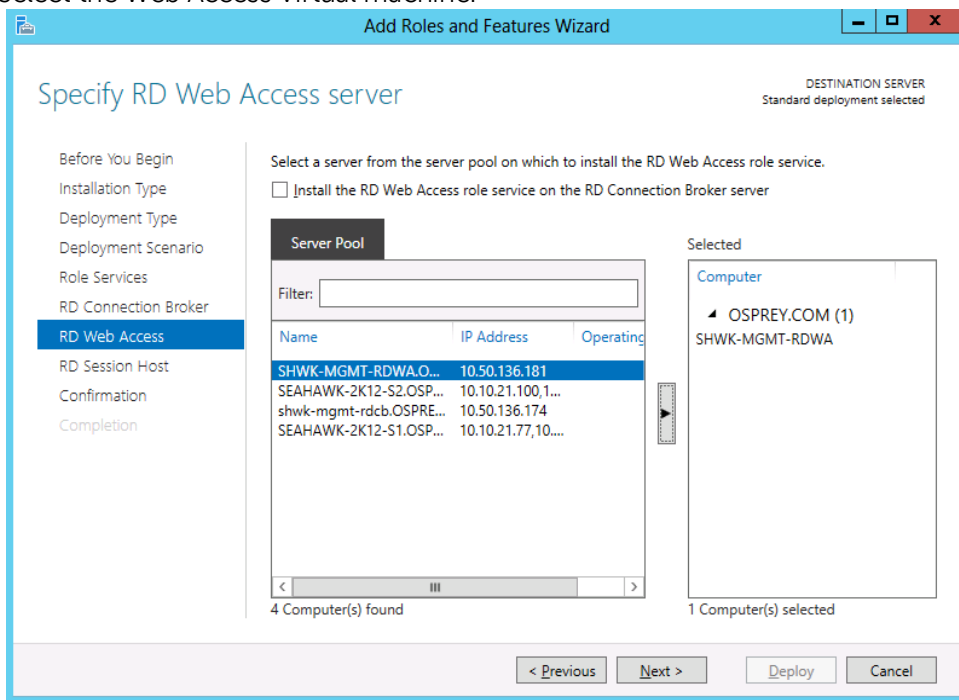 select the Web Access virtual machine.
Add Roles and Features Wizard
Specify RD Web Access server
DESTINATION SERVER
Standard deployment selected
Before You Begin
Installation Type
Deployment Type
Deployment Scenario
Role Services
RD Connection Broker
RD Web Access
RD Session Host
Confirmation
Completion
Select a server from the server pool on which to install the RD Web Access role service.
Install the RD Web Access role service on the RD Connection Broker server
Server Pool
Filter:
Name IP Address Operating
SHWK-MGMT-RDWA.O... 10.50.136.181
SEAHAWK-2K12-S2.OSP... 10.10.21.100,1...
shwk-mgmt-rdcb.OSPRE... 10.50.136.174
SEAHAWK-2K12-S1.OSP... 10.10.21.77,10....
4 Computer(s) found
Selected
Computer
OSPREY.COM (1)
SHWK-MGMT-RDWA
1 Computer(s) selected
< Previous Next > Deploy Cancel